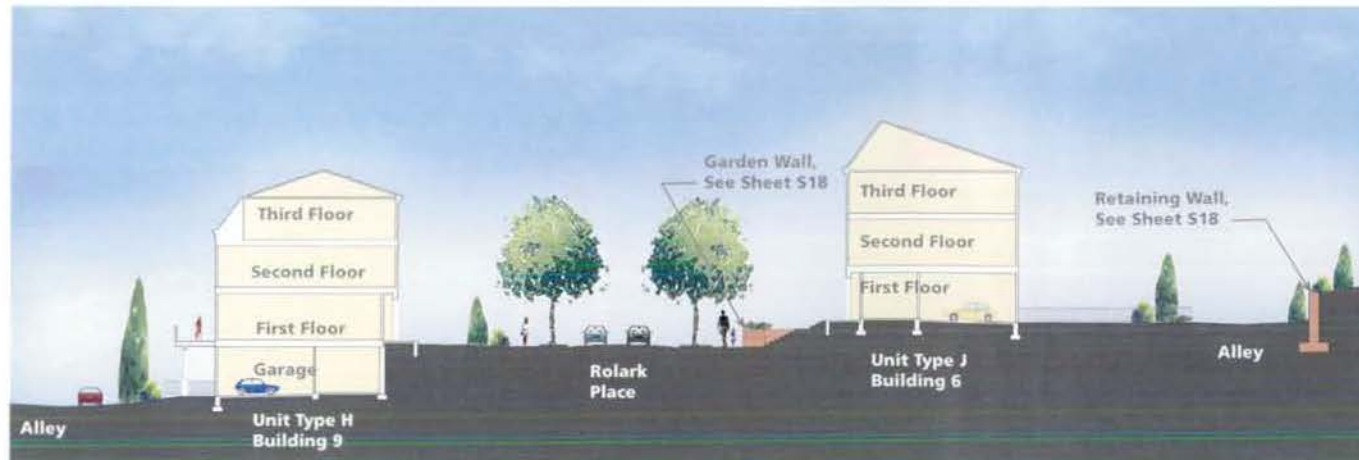 Garden Wall,
See Sheet S18
Third Floor
Retaining Wall,
See Sheet S18
Third Floor
Second Floor
Second Floor
First Floor
First Floor
Garage
Rolark
Place
Unit Type J
Building 6
Alley
Alley
Unit Type H
Building 9